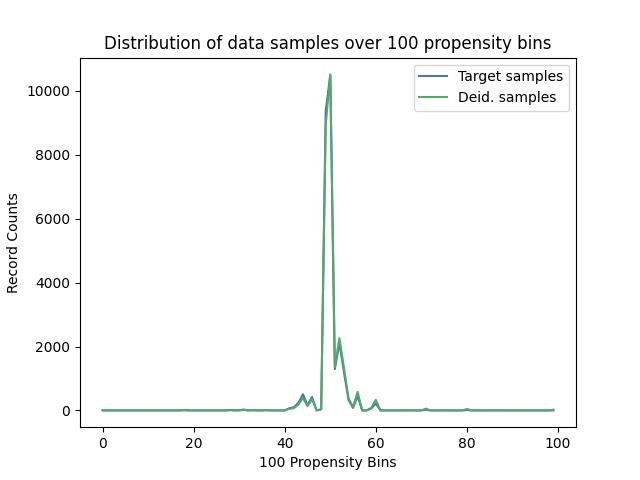 Distribution of data samples over 100 propensity bins
Target samples
Deid. samples
Record Counts
10000
8000
6000
4000
2000
0
0 20 40 60 80 100
100 Propensity Bins